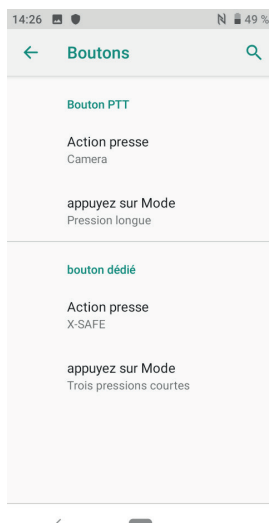 14:26 49 %
Boutons
Bouton PTT
Action presse
Camera
appuyez sur Mode
Pression longue
bouton dédié
Action presse
X-SAFE
appuyez sur Mode
Trois pressions courtes